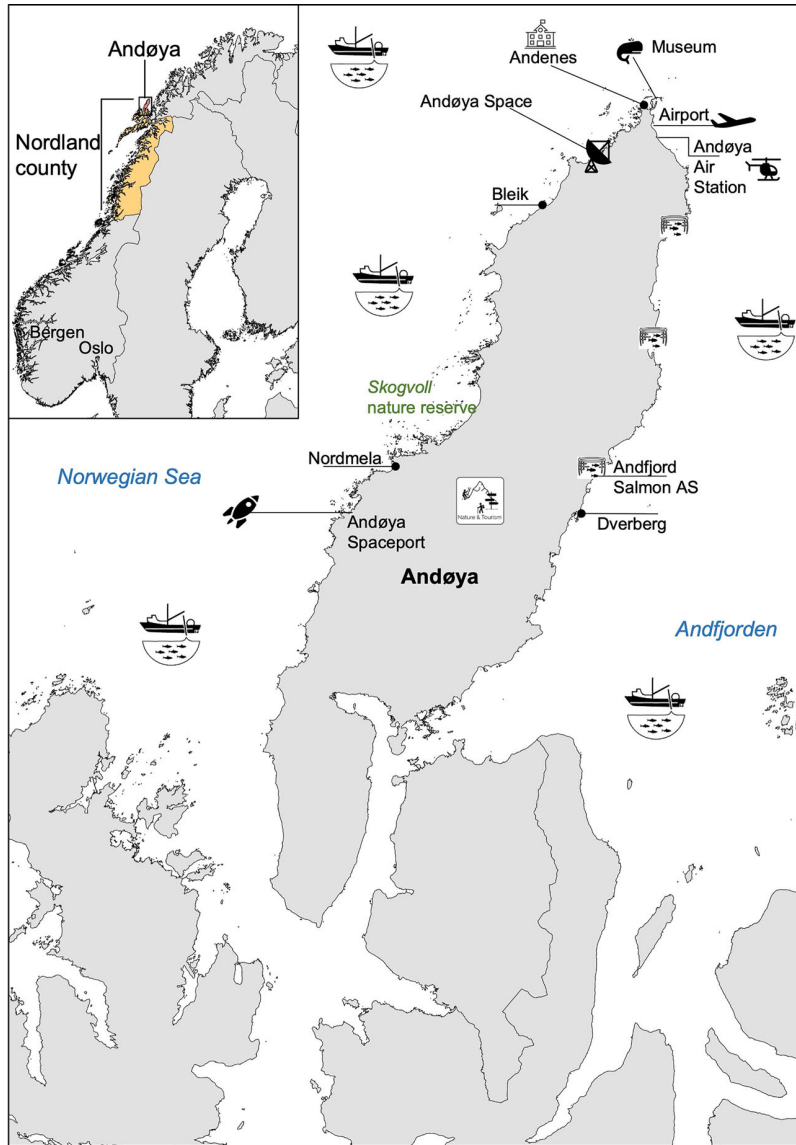 Andøya
Nordland
county
Bergen
Oslo
Andenes
Museum
Andøya Space
Airport
Andøya
Air
Station
Bleik
Skogvoll
nature reserve
Nordmela
Norwegian Sea
Andfjord
Salmon AS
Nature & Tourism
Andøya
Spaceport
Dverberg
Andøya
Andfjorden